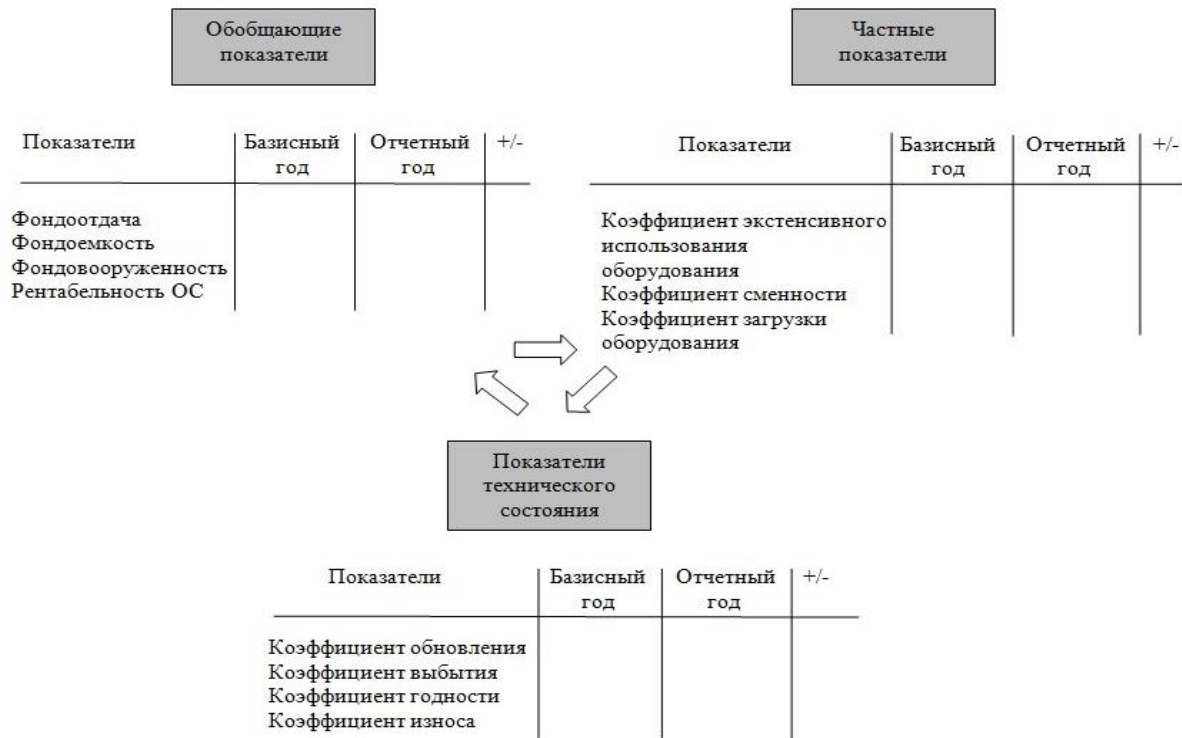 Обобщающие
показатели
Показатели
Базисный
год
Отчетный
год
+/-
Фондоотдача
Фондоемкость
Фондовооруженность
Рентабельность ОС
Частные
показатели
Показатели
Базисный
год
Отчетный
год
+/-
Коэффициент экстенсивного
использования
оборудования
Коэффициент сменности
Коэффициент загрузки
оборудования
Показатели
технического
состояния
Показатели
Базисный
год
Отчетный
год
+/-
Коэффициент обновления
Коэффициент выбытия
Коэффициент годности
Коэффициент износа